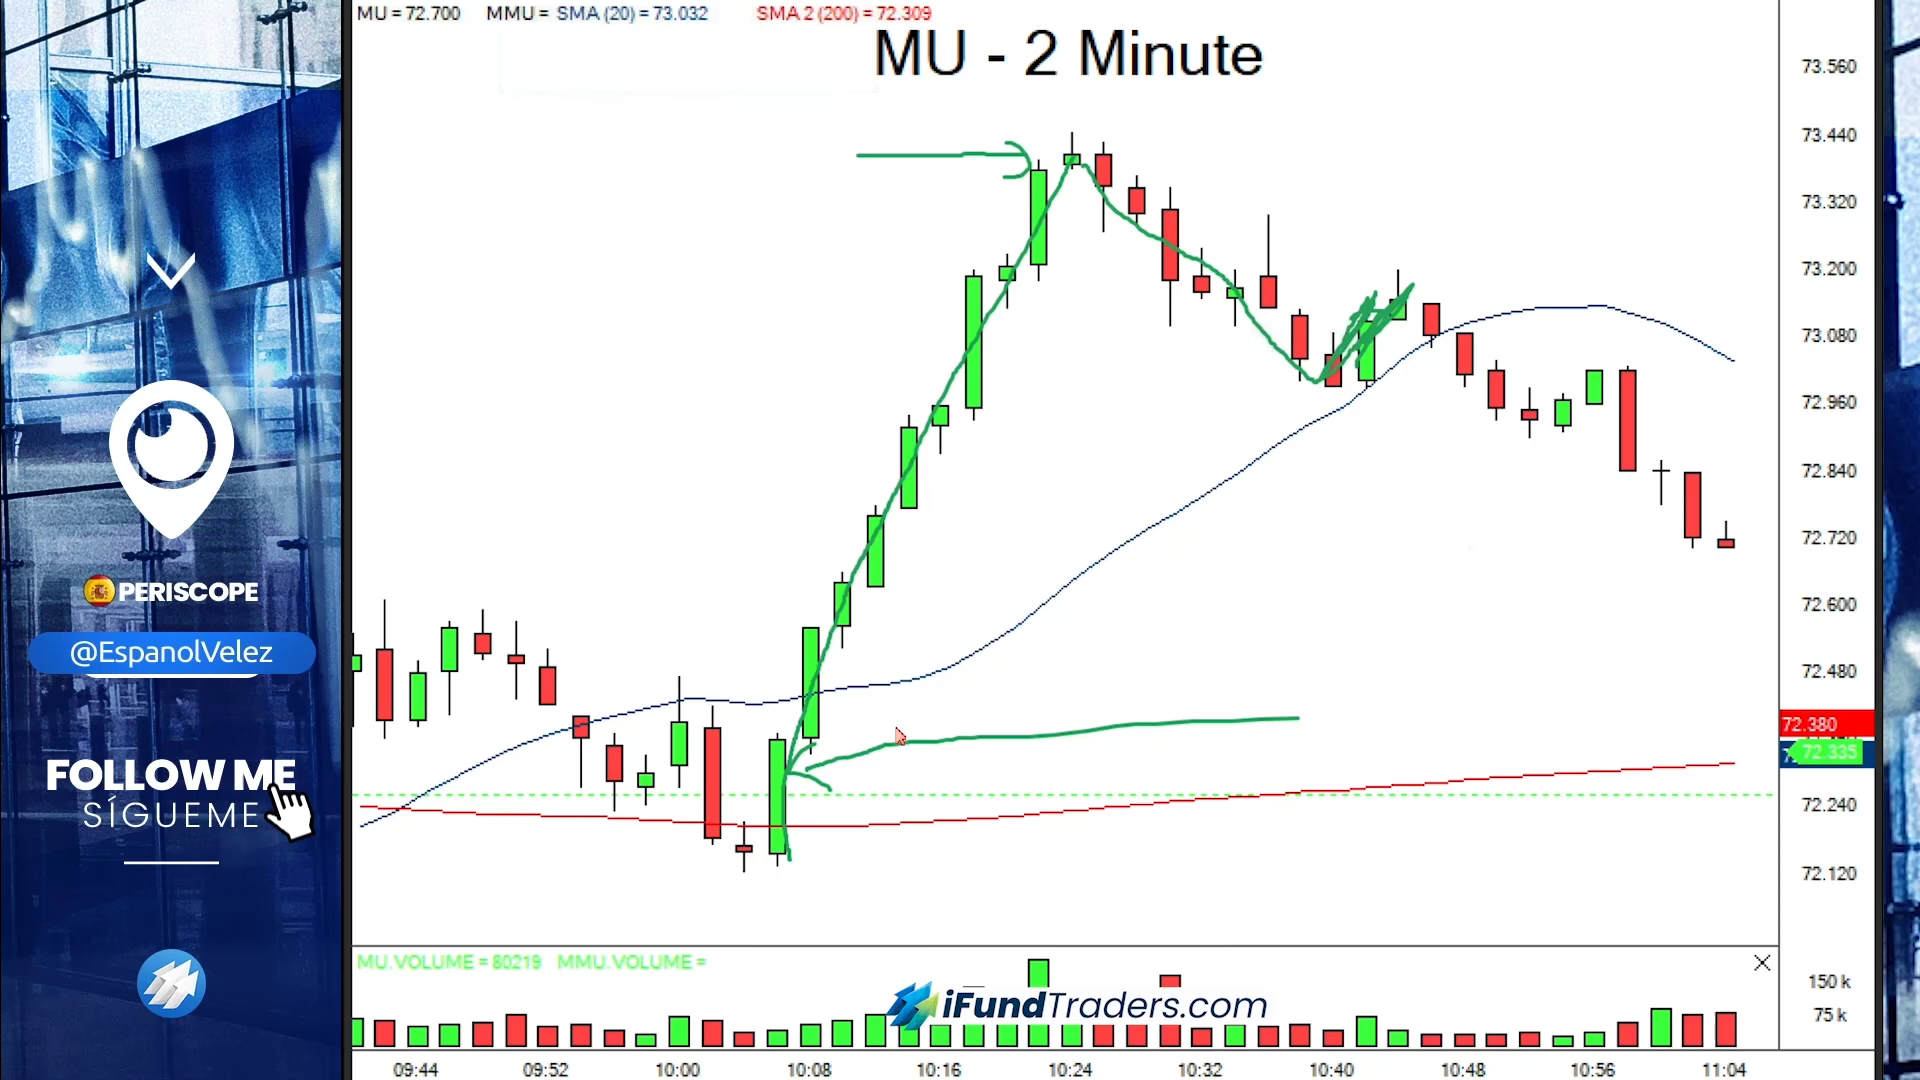 MU = 72.700 MMU = SMA (20) = 73.032 SMA 2 (200) = 72.309
MU - 2 Minute
73.560
73.440
73.320
73.200
73.080
72.960
72.840
72.720
72.600
72.480
72.380
72.335
72.240
72.120
PERISCOPE
@EspanolVelez
FOLLOW ME
SÍGUEME
MU.VOLUME = 80219 MMU.VOLUME =
150 k
75 k
iFundTraders.com
09:44 09:52 10:00 10:08 10:16 10:24 10:32 10:40 10:48 10:56 11:04